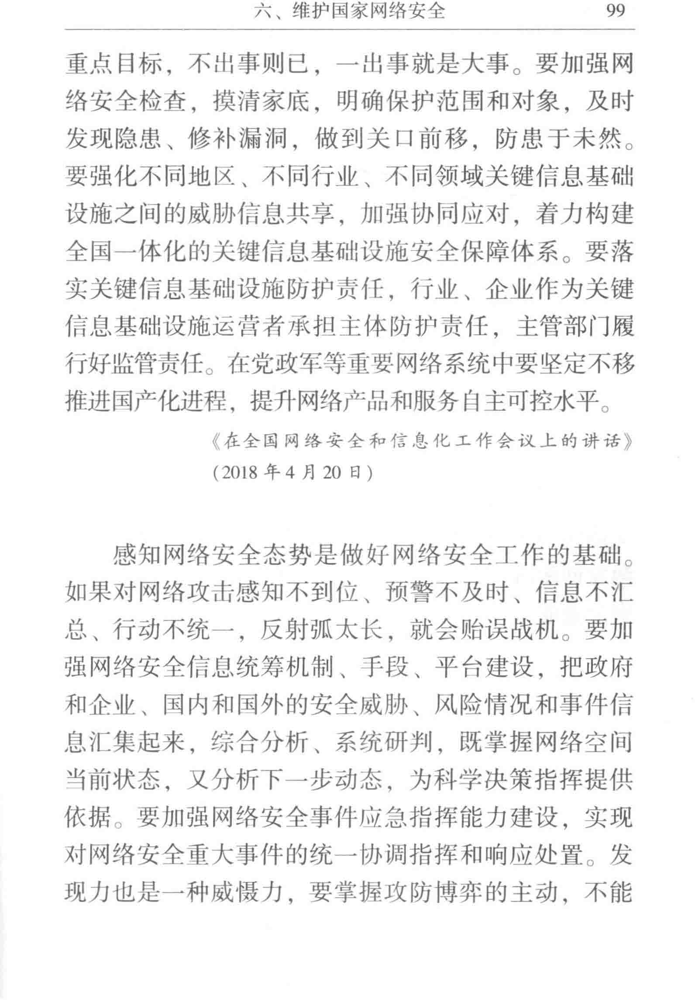 六、维护国家网络安全 99
重点目标，不出事则已，一出事就是大事。要加强网
络安全检查，摸清家底，明确保护范围和对象，及时
发现隐患、修补漏洞，做到关口前移，防患于未然。
要强化不同地区、不同行业、不同领域关键信息基础
设施之间的威胁信息共享，加强协同应对，着力构建
全国一体化的关键信息基础设施安全保障体系。要落
实关键信息基础设施防护责任，行业、企业作为关键
信息基础设施运营者承担主体防护责任，主管部门履
行好监管责任。在党政军等重要网络系统中要坚定不移
推进国产化进程，提升网络产品和服务自主可控水平。
《在全国网络安全和信息化工作会议上的讲话》
（2018 年 4 月 20 日）
感知网络安全态势是做好网络安全工作的基础。
如果对网络攻击感知不到位、预警不及时、信息不汇
总、行动不统一，反射弧太长，就会贻误战机。要加
强网络安全信息统筹机制、手段、平台建设，把政府
和企业、国内和国外的安全威胁、风险情况和事件信
息汇集起来，综合分析、系统研判，既掌握网络空间
当前状态，又分析下一步动态，为科学决策指挥提供
依据。要加强网络安全事件应急指挥能力建设，实现
对网络安全重大事件的统一协调指挥和响应处置。发
现力也是一种威慑力，要掌握攻防博弈的主动，不能